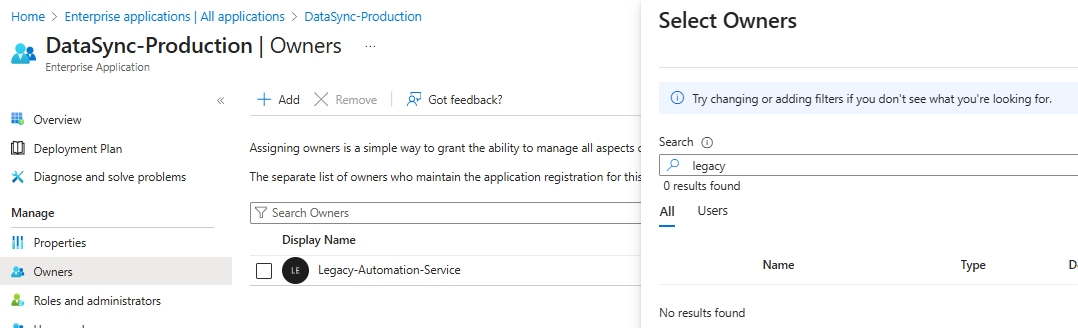 Home > Enterprise applications | All applications > DataSync-Production
DataSync-Production | Owners ...
Enterprise Application
«
Overview
Deployment Plan
Diagnose and solve problems
Manage
Properties
Owners
Roles and administrators
+ Add
Remove
Got feedback?
Assigning owners is a simple way to grant the ability to manage all aspects
The separate list of owners who maintain the application registration for this
Search Owners
Display Name
LE Legacy-Automation-Service
Select Owners
Try changing or adding filters if you don't see what you're looking for.
Search
legacy
0 results found
All Users
Name Type
No results found